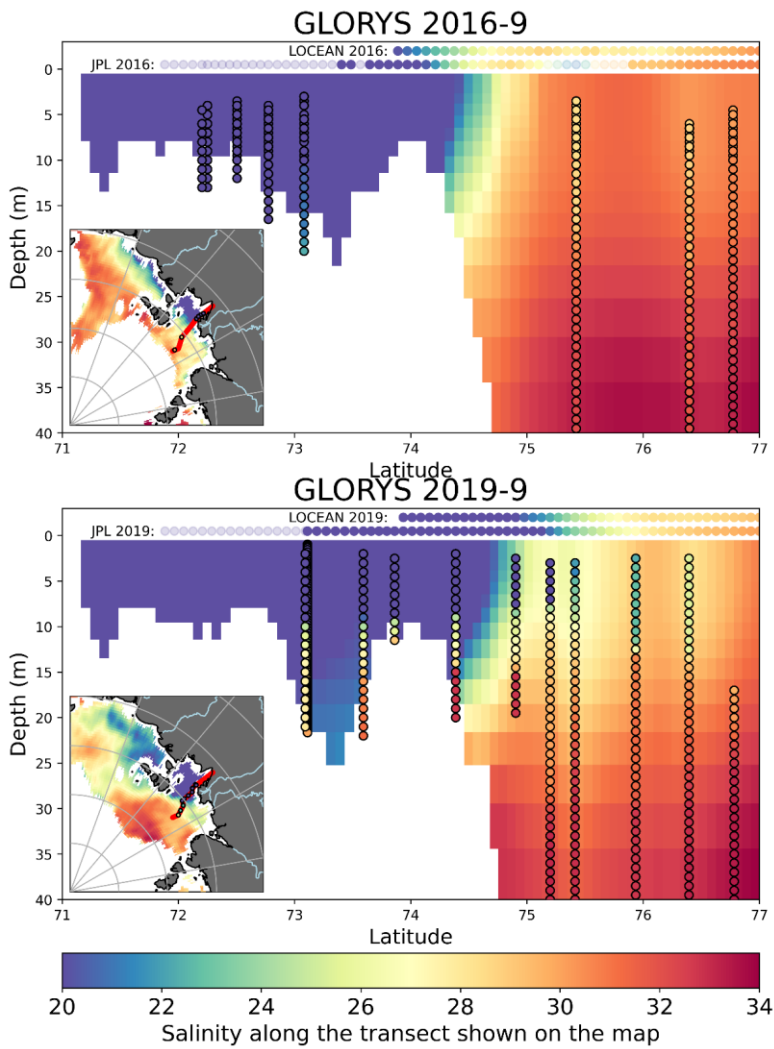 GLORYS 2016-9
LOCEAN 2016:
JPL 2016:
0
5
10
15
20
25
30
35
40
Depth (m)
71 72 73 74 75 76 77
Latitude
GLORYS 2019-9
LOCEAN 2019:
JPL 2019:
0
5
10
15
20
25
30
35
40
Depth (m)
71 72 73 74 75 76 77
Latitude
20 22 24 26 28 30 32 34
Salinity along the transect shown on the map